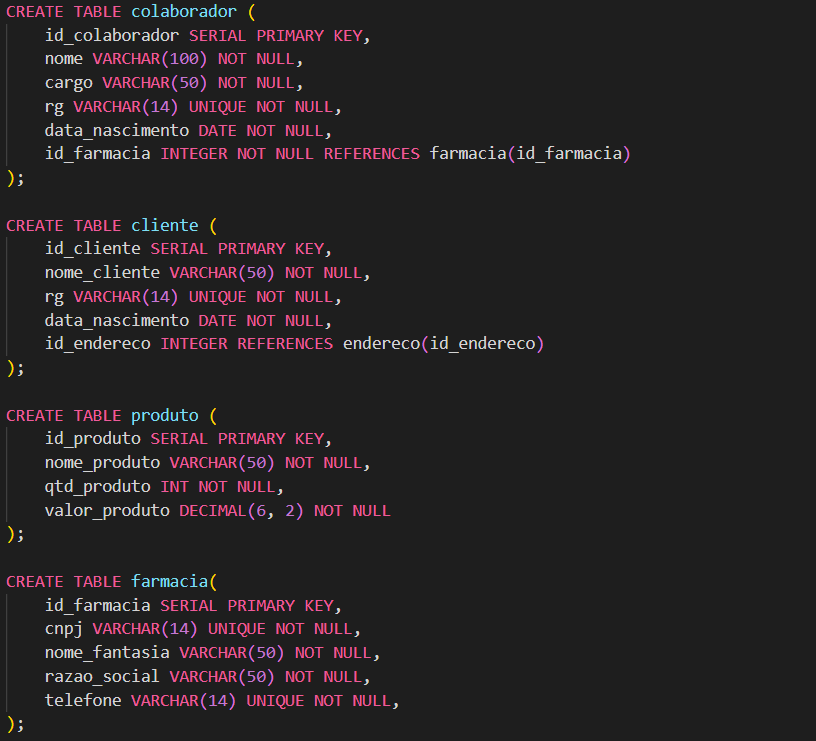 CREATE TABLE colaborador (
    id_colaborador SERIAL PRIMARY KEY,
    nome VARCHAR(100) NOT NULL,
    cargo VARCHAR(50) NOT NULL,
    rg VARCHAR(14) UNIQUE NOT NULL,
    data_nascimento DATE NOT NULL,
    id_farmacia INTEGER NOT NULL REFERENCES farmacia(id_farmacia)
);

CREATE TABLE cliente (
    id_cliente SERIAL PRIMARY KEY,
    nome_cliente VARCHAR(50) NOT NULL,
    rg VARCHAR(14) UNIQUE NOT NULL,
    data_nascimento DATE NOT NULL,
    id_endereco INTEGER REFERENCES endereco(id_endereco)
);

CREATE TABLE produto (
    id_produto SERIAL PRIMARY KEY,
    nome_produto VARCHAR(50) NOT NULL,
    qtd_produto INT NOT NULL,
    valor_produto DECIMAL(6, 2) NOT NULL
);

CREATE TABLE farmacia(
    id_farmacia SERIAL PRIMARY KEY,
    cnpj VARCHAR(14) UNIQUE NOT NULL,
    nome_fantasia VARCHAR(50) NOT NULL,
    razao_social VARCHAR(50) NOT NULL,
    telefone VARCHAR(14) UNIQUE NOT NULL,
);